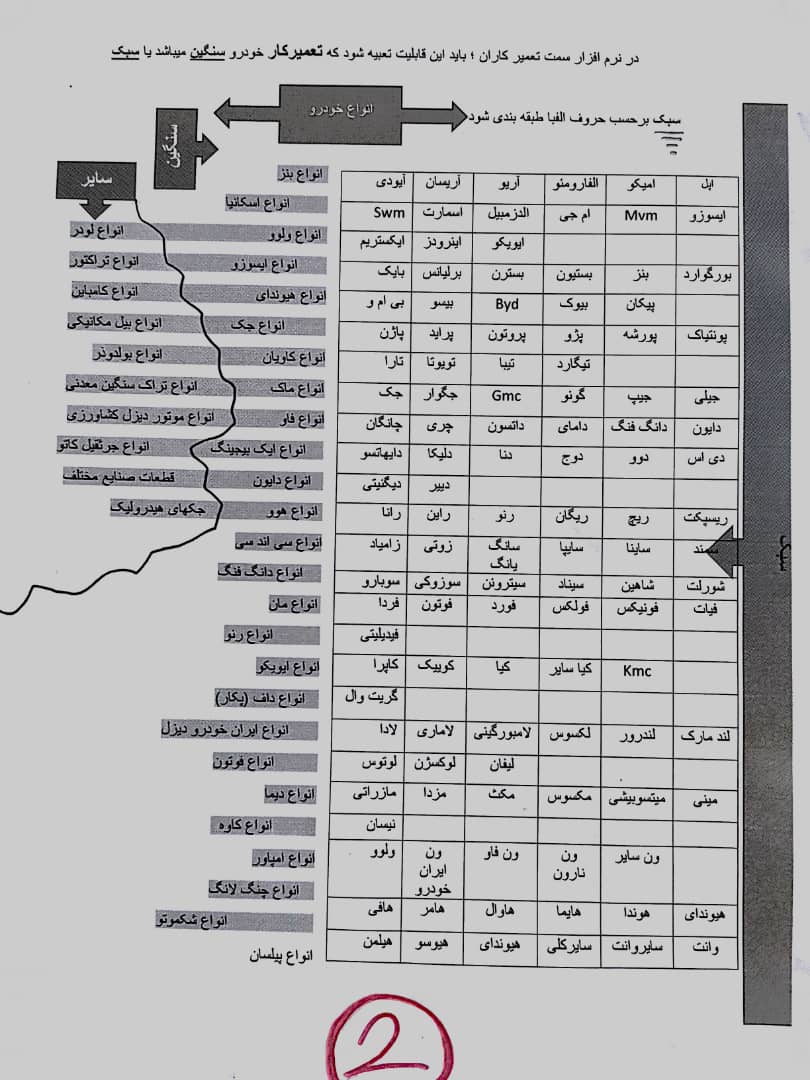 در نرم افزار سمت تعمیر کاران ؛ باید این قابلیت تعبیه شود که تعمیرکار خودرو سنگین میباشد یا سبک
انواع خودرو
سبک برحسب حروف الفبا طبقه بندی شود
سنگین
سایر
سبک
اپل امیکو الفارومئو آریو آریسان آیودی
ایسوزو Mvm ام جی الدزمبیل اسمارت Swm
ایویکو اینرودز ایکستریم
بورگوارد بنز بستیون بسترن برلیانس بایک
پیکان بیوک Byd بیسو بی ام و
پونتیاک پورشه پژو پروتون پراید پاژن
تیگارد تیبا تویوتا تارا
جیلی جیپ گونو Gmc جگوار جک
دایون دانگ فنگ دامای داتسون چری چانگان
دی اس دوو دوج دنا دلیکا دایهاتسو
دیپر دیگنیتی
ریسپکت ریچ ریگان رنو راین رانا
سمند ساینا سایپا سانگ یانگ زوتی زامیاد
شورلت شاهین سیناد سیترونن سوزوکی سوبارو
فیات فونیکس فولکس فورد فوتون فردا
فیدیلیتی
Kmc کیا سایر کیا کوییک کاپرا
گریت وال
لند مارک لندرور لکسوس لامبورگینی لاماری لادا
لیفان لوکسژن لوتوس
مینی میتسوبیشی مکسوس مکث مزدا مازراتی
نیسان
ون سایر ون نارون ون فاو ون ایران خودرو ولوو
هیوندای هوندا هایما هاوال هامر هافی
وانت سایروانت سایرکلی هیوندای هیوسو هیلمن
انواع بنز
انواع اسکانیا
انواع ولوو
انواع ایسوزو
انواع هیوندای
انواع جک
انواع کاویان
انواع ماک
انواع فاو
انواع ایک بیجینگ
انواع دایون
انواع هوو
انواع سی اند سی
انواع دانگ فنگ
انواع مان
انواع رنو
انواع ایویکو
انواع داف (پکار)
انواع ایران خودرو دیزل
انواع فوتون
انواع دیما
انواع کاوه
انواع امپاور
انواع چنگ لانگ
انواع شکموتو
انواع پیلسان
انواع لودر
انواع تراکتور
انواع کامباین
انواع بیل مکانیکی
انواع بولدوذر
انواع تراک سنگین معدنی
انواع موتور دیزل کشاورزی
انواع جرثقیل کاتو
قطعات صنایع مختلف
جکهای هیدرولیک
2